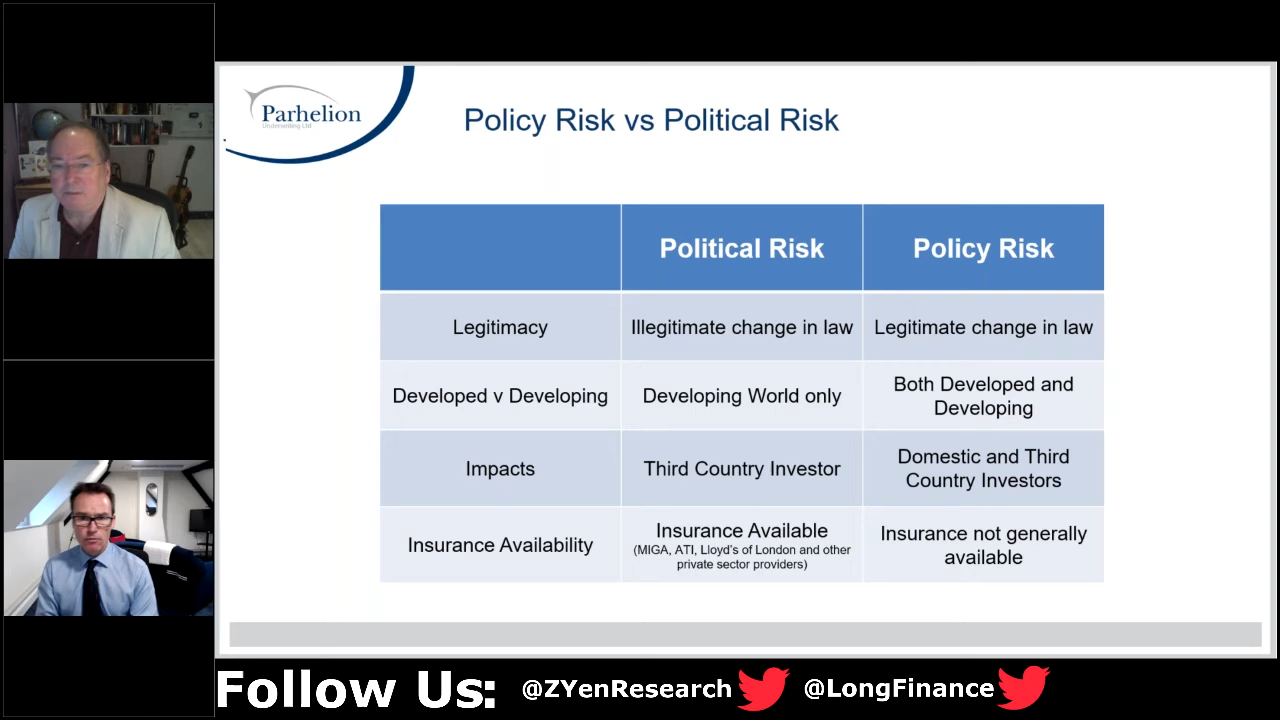 Parhelion
Underwriting Ltd
Policy Risk vs Political Risk
Political Risk
Policy Risk
Legitimacy
Illegitimate change in law
Legitimate change in law
Developed v Developing
Developing World only
Both Developed and
Developing
Impacts
Third Country Investor
Domestic and Third
Country Investors
Insurance Availability
Insurance Available
(MIGA, ATI, Lloyd's of London and other
private sector providers)
Insurance not generally
available
Follow Us:
@ZYenResearch
@LongFinance